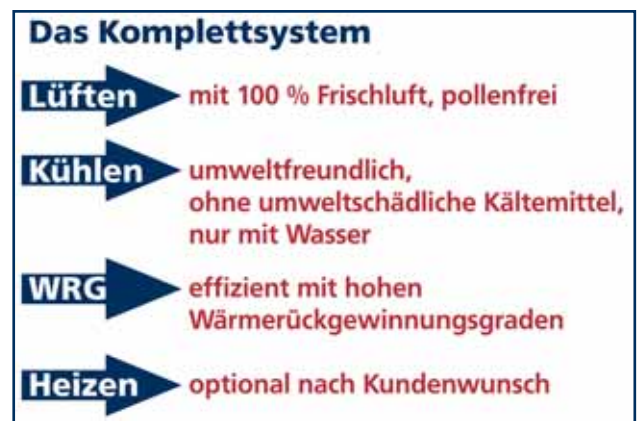 Das Komplettsystem
Lüften mit 100 % Frischluft, pollenfrei
Kühlen umweltfreundlich,
ohne umweltschädliche Kältemittel,
nur mit Wasser
WRG effizient mit hohen
Wärmerückgewinnungsgraden
Heizen optional nach Kundenwunsch